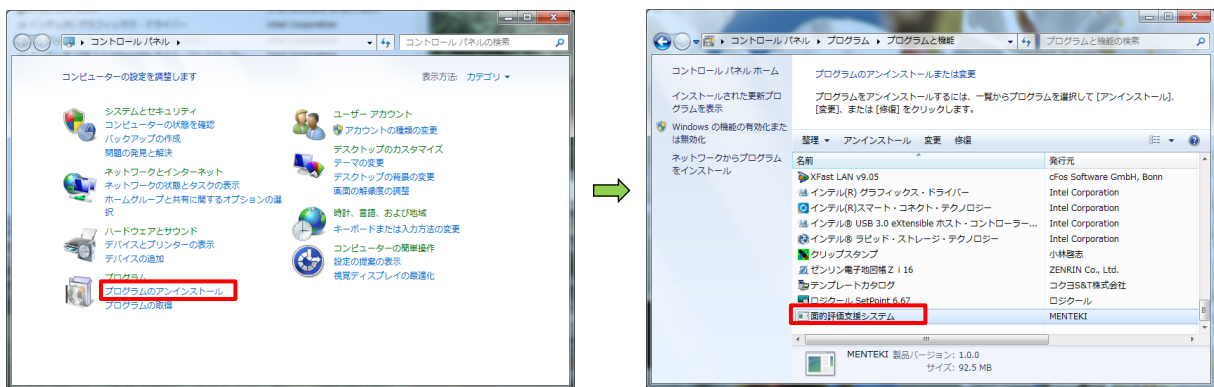 コントロール パネル
コントロール パネルの検索
コンピューターの設定を調整します
表示方法: カテゴリ
システムとセキュリティ
コンピューターの状態を確認
バックアップの作成
問題の発見と解決
ネットワークとインターネット
ネットワークの状態とタスクの表示
ホームグループと共有に関するオプションの選
択
ハードウェアとサウンド
デバイスとプリンターの表示
デバイスの追加
プログラム
プログラムのアンインストール
プログラムの取得
ユーザー アカウント
アカウントの種類の変更
デスクトップのカスタマイズ
テーマの変更
デスクトップの背景の変更
画面の解像度の調整
時計、言語、および地域
キーボードまたは入力方法の変更
コンピューターの簡単操作
設定の提案の表示
視覚ディスプレイの最適化
コントロール パネル プログラム プログラムと機能
プログラムと機能の検索
コントロール パネル ホーム
インストールされた更新プロ
グラムを表示
Windows の機能の有効化また
は無効化
ネットワークからプログラム
をインストール
プログラムのアンインストールまたは変更
プログラムをアンインストールするには、一覧からプログラムを選択して [アンインストール]、
[変更]、または [修復] をクリックします。
整理 アンインストール 変更 修復
名前 発行元
XFast LAN v9.05 cFos Software GmbH, Bonn
インテル(R) グラフィックス・ドライバー Intel Corporation
インテル(R)スマート・コネクト・テクノロジー Intel Corporation
インテル® USB 3.0 eXtensible ホスト・コントローラー... Intel Corporation
インテル® ラピッド・ストレージ・テクノロジー Intel Corporation
クリップスタンプ 小林啓志
ゼンリン電子地図帳Zi16 ZENRIN Co., Ltd.
テンプレートカタログ コクヨS&T株式会社
ロジクール SetPoint 6.67 ロジクール
面的評価支援システム MENTEKI
MENTEKI 製品バージョン: 1.0.0
サイズ: 92.5 MB